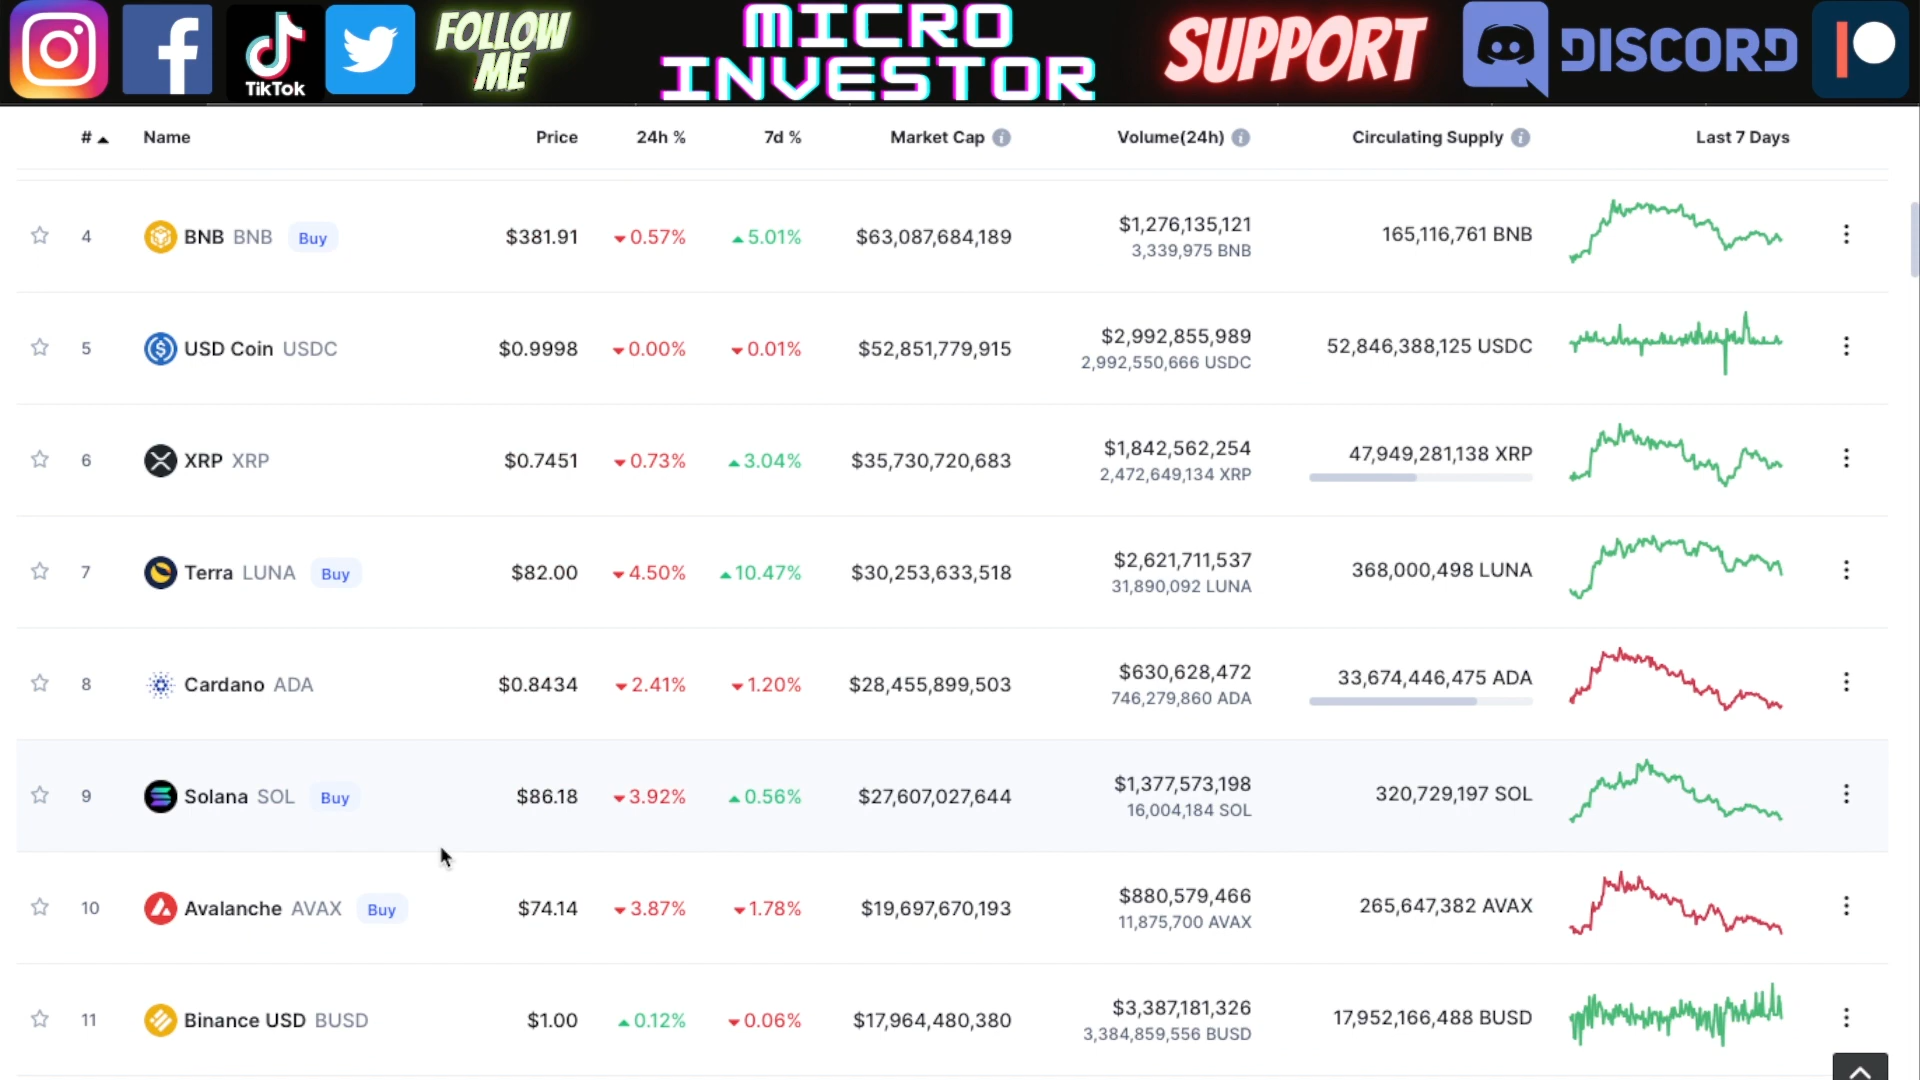 TikTok
FOLLOW
ME
MICRO
INVESTOR
SUPPORT
DISCORD
# Name Price 24h % 7d % Market Cap Volume(24h) Circulating Supply Last 7 Days
4 BNB BNB Buy $381.91 0.57% 5.01% $63,087,684,189 $1,276,135,121 165,116,761 BNB
3,339,975 BNB
5 USD Coin USDC $0.9998 0.00% 0.01% $52,851,779,915 $2,992,855,989 52,846,388,125 USDC
2,992,550,666 USDC
6 XRP XRP $0.7451 0.73% 3.04% $35,730,720,683 $1,842,562,254 47,949,281,138 XRP
2,472,649,134 XRP
7 Terra LUNA Buy $82.00 4.50% 10.47% $30,253,633,518 $2,621,711,537 368,000,498 LUNA
31,890,092 LUNA
8 Cardano ADA $0.8434 2.41% 1.20% $28,455,899,503 $630,628,472 33,674,446,475 ADA
746,279,860 ADA
9 Solana SOL Buy $86.18 3.92% 0.56% $27,607,027,644 $1,377,573,198 320,729,197 SOL
16,004,184 SOL
10 Avalanche AVAX Buy $74.14 3.87% 1.78% $19,697,670,193 $880,579,466 265,647,382 AVAX
11,875,700 AVAX
11 Binance USD BUSD $1.00 0.12% 0.06% $17,964,480,380 $3,387,181,326 17,952,166,488 BUSD
3,384,859,556 BUSD